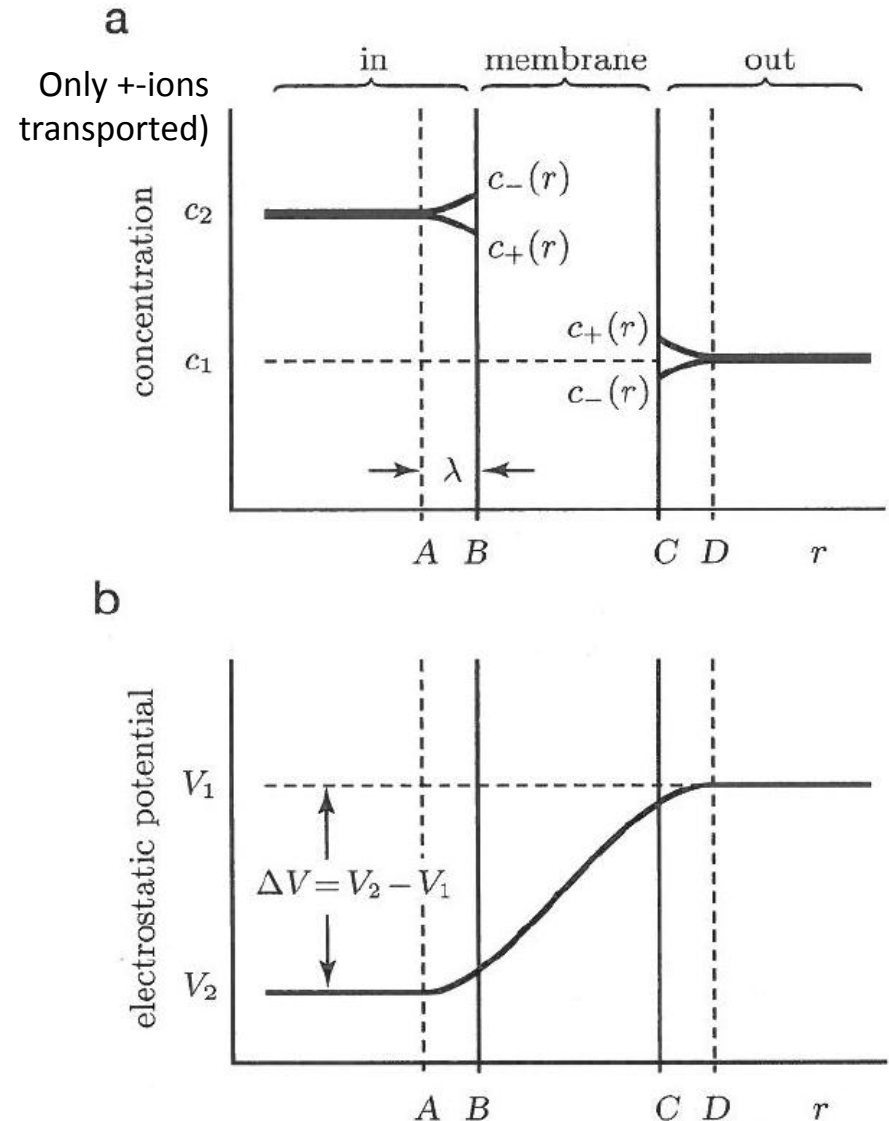 a
in membrane out
Only +-ions
transported)
concentration
c₂
c₋(r)
c₊(r)
c₊(r)
c₁
c₋(r)
λ
A B C D r
b
electrostatic potential
V₁
ΔV = V₂ − V₁
V₂
A B C D r